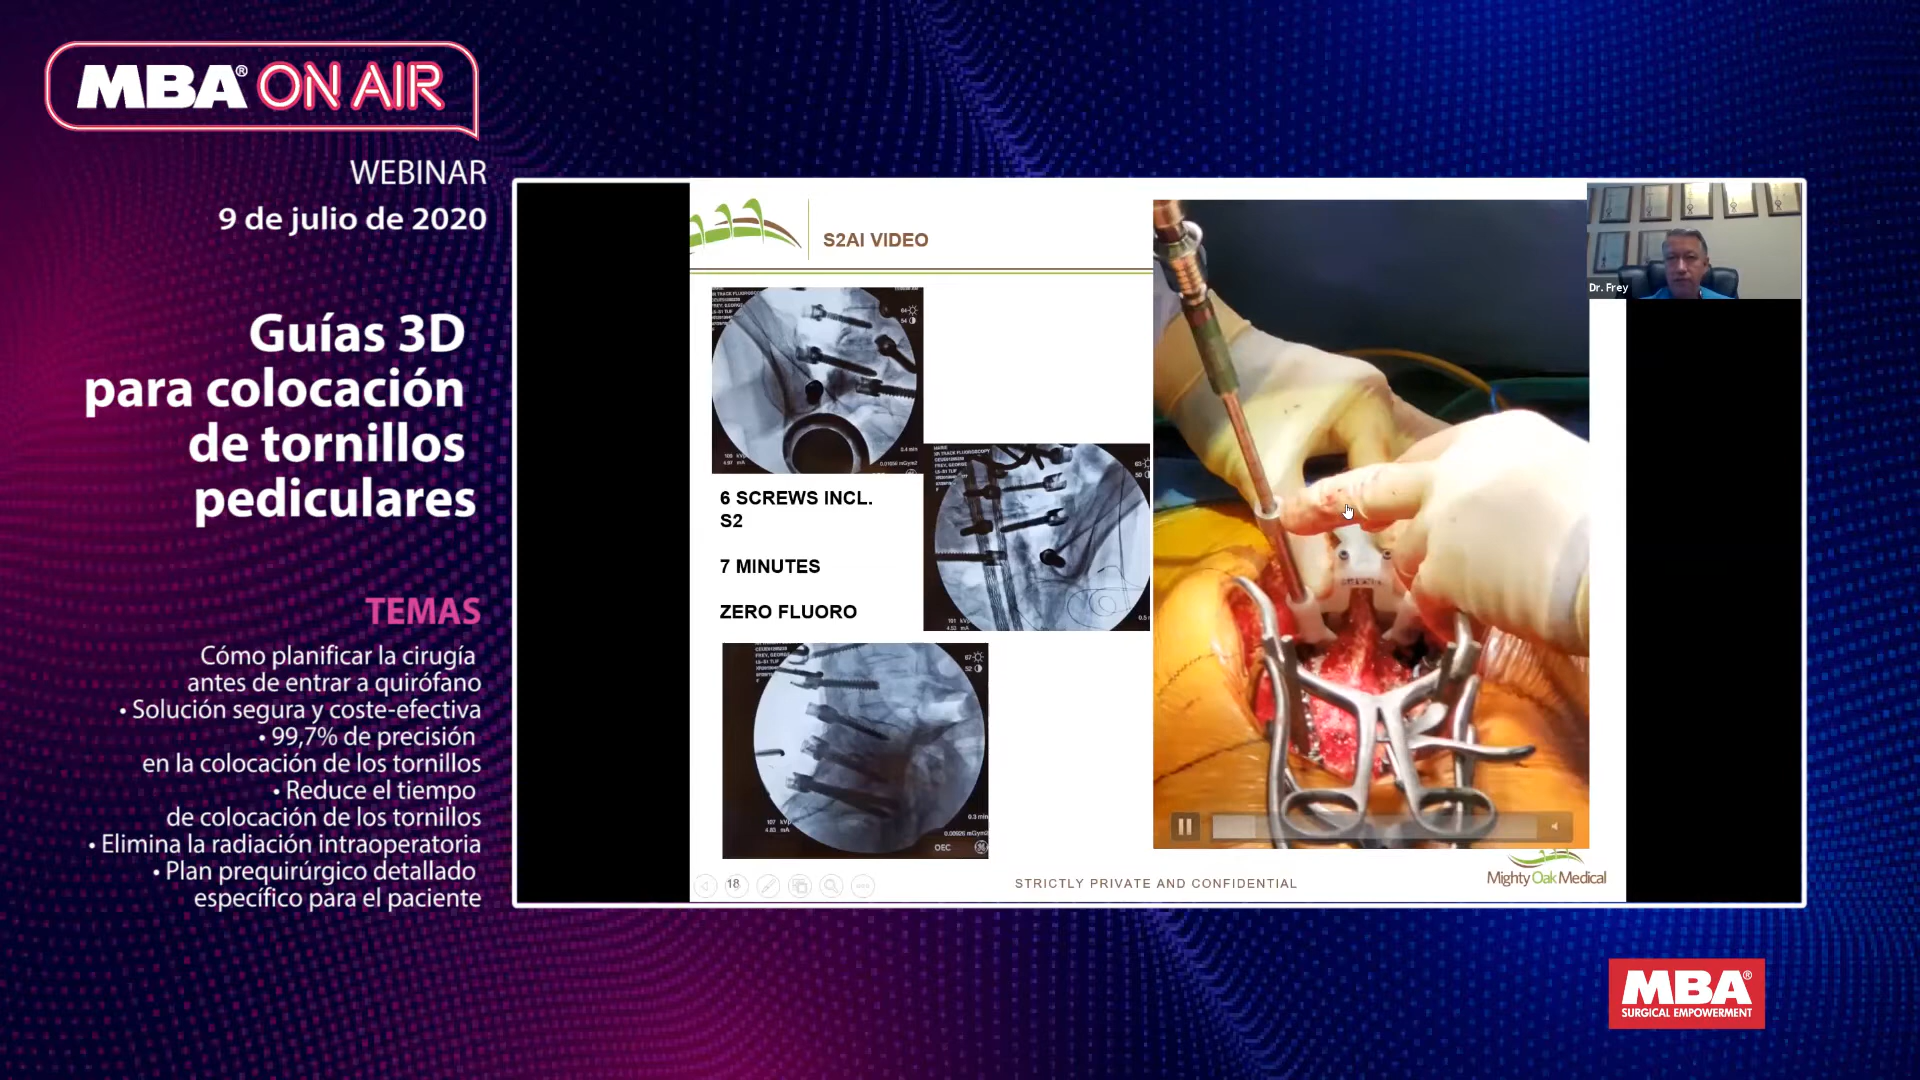 MBA® ON AIR
WEBINAR
9 de julio de 2020
Guías 3D
para colocación
de tornillos
pediculares
TEMAS
Cómo planificar la cirugía
antes de entrar a quirófano
• Solución segura y coste-efectiva
• 99,7% de precisión
en la colocación de los tornillos
• Reduce el tiempo
de colocación de los tornillos
• Elimina la radiación intraoperatoria
• Plan prequirúrgico detallado
específico para el paciente
S2AI VIDEO
6 SCREWS INCL.
S2
7 MINUTES
ZERO FLUORO
OEC
18
STRICTLY PRIVATE AND CONFIDENTIAL
Mighty Oak Medical
Dr. Frey
MBA®
SURGICAL EMPOWERMENT